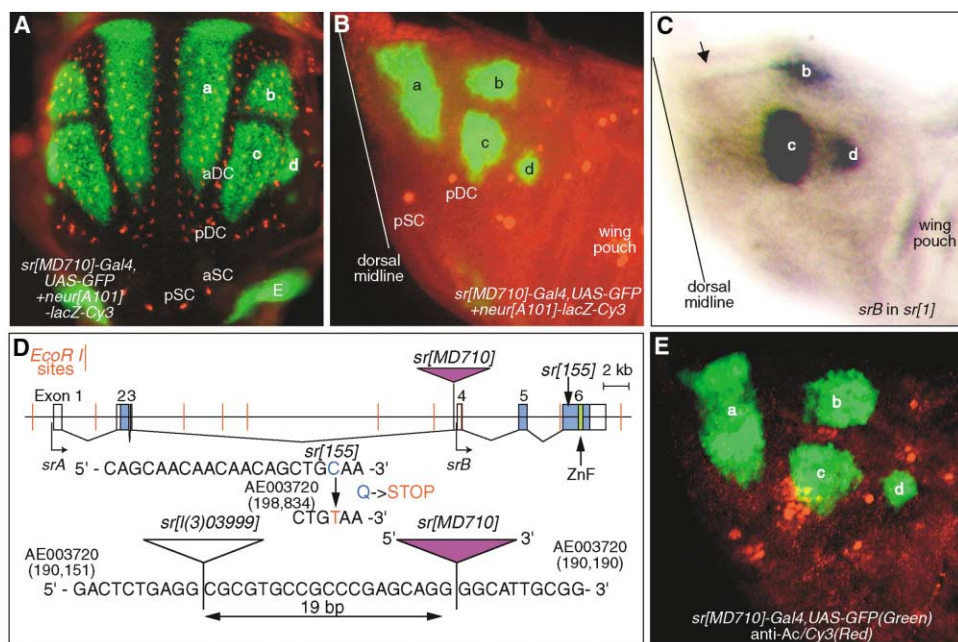 A
a
b
c
d
aDC
pDC
aSC
pSC
E
sr[MD710]-Gal4,
UAS-GFP
+neur[A101]
-lacZ-Cy3
B
a
b
c
d
pDC
pSC
wing
pouch
dorsal
midline
sr[MD710]-Gal4,UAS-GFP
+neur[A101]-lacZ-Cy3
C
b
c
d
wing
pouch
dorsal
midline
srB in sr[1]
D
EcoR I
sites
sr[MD710]
sr[155]
2 kb
Exon 1
23
4
5
6
srA
srB
ZnF
sr[155]
5' - CAGCAACAACAACAGCTGCAA -3'
AE003720
(198,834)
Q->STOP
CTGTAA -3'
sr[l(3)03999]
sr[MD710]
5'
3'
AE003720
(190,151)
AE003720
(190,190)
5' - GACTCTGAGG CGCGTGCCGCCCGAGCAGG GGCATTGCGG- 3'
19 bp
E
a
b
c
d
sr[MD710]-Gal4,UAS-GFP(Green)
anti-Ac/Cy3(Red)